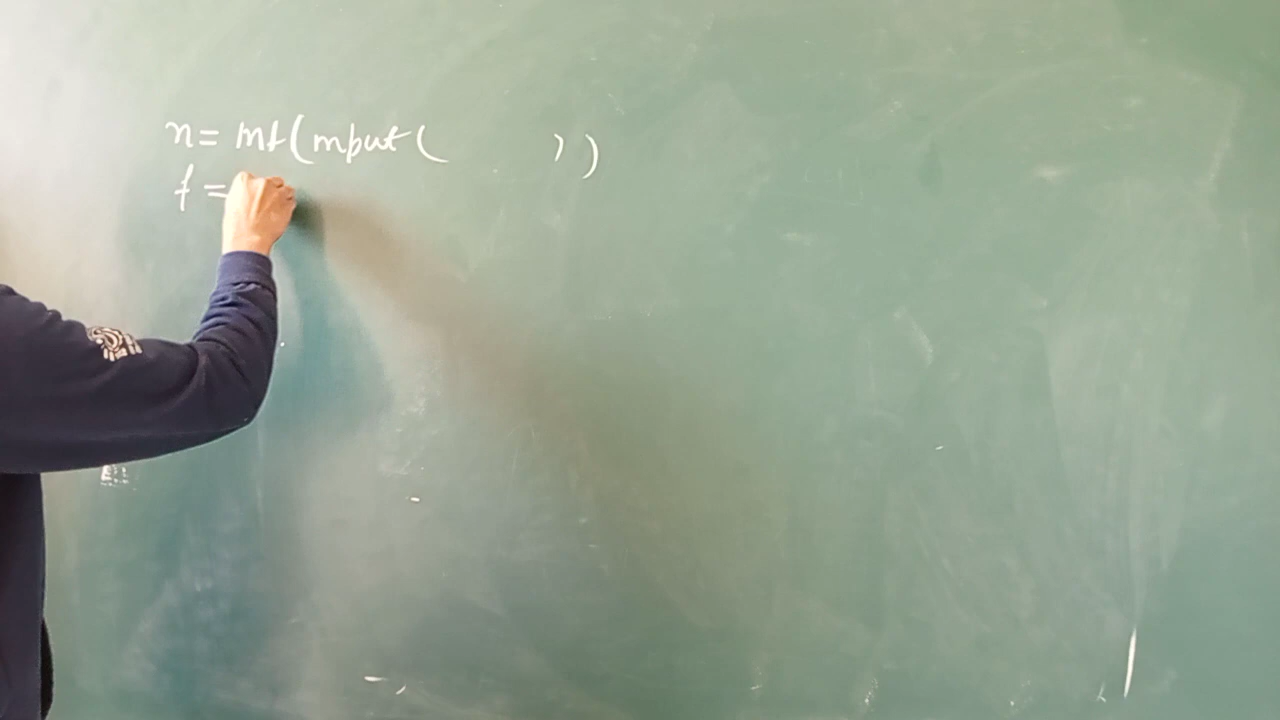 n= int(input( ))
f =